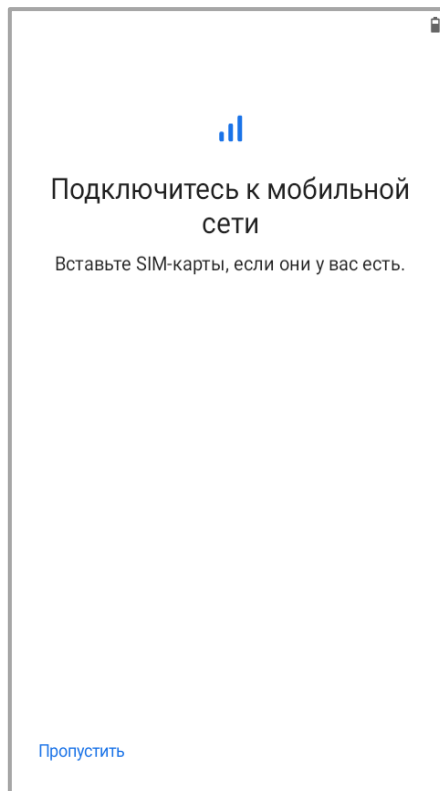 Подключитесь к мобильной
сети
Вставьте SIM-карты, если они у вас есть.
Пропустить